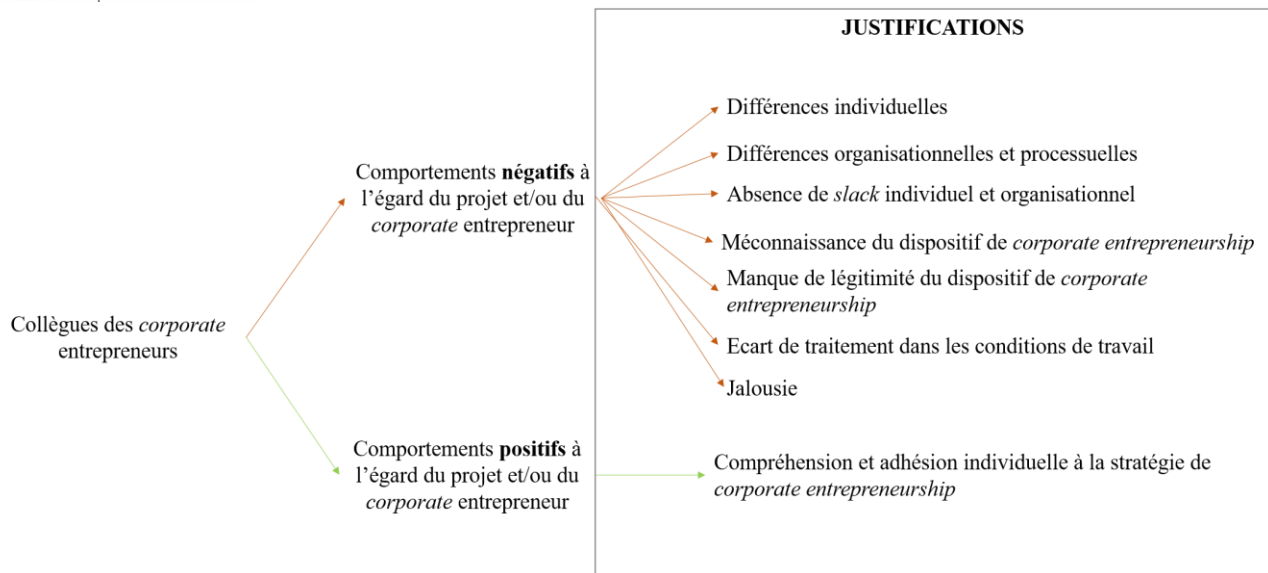 JUSTIFICATIONS
Différences individuelles
Différences organisationnelles et processuelles
Comportements négatifs à
l'égard du projet et/ou du
corporate entrepreneur
Absence de slack individuel et organisationnel
Méconnaissance du dispositif de corporate entrepreneurship
Manque de légitimité du dispositif de corporate
entrepreneurship
Collègues des corporate
entrepreneurs
Ecart de traitement dans les conditions de travail
Jalousie
Comportements positifs à
l'égard du projet et/ou du
corporate entrepreneur
Compréhension et adhésion individuelle à la stratégie de
corporate entrepreneurship